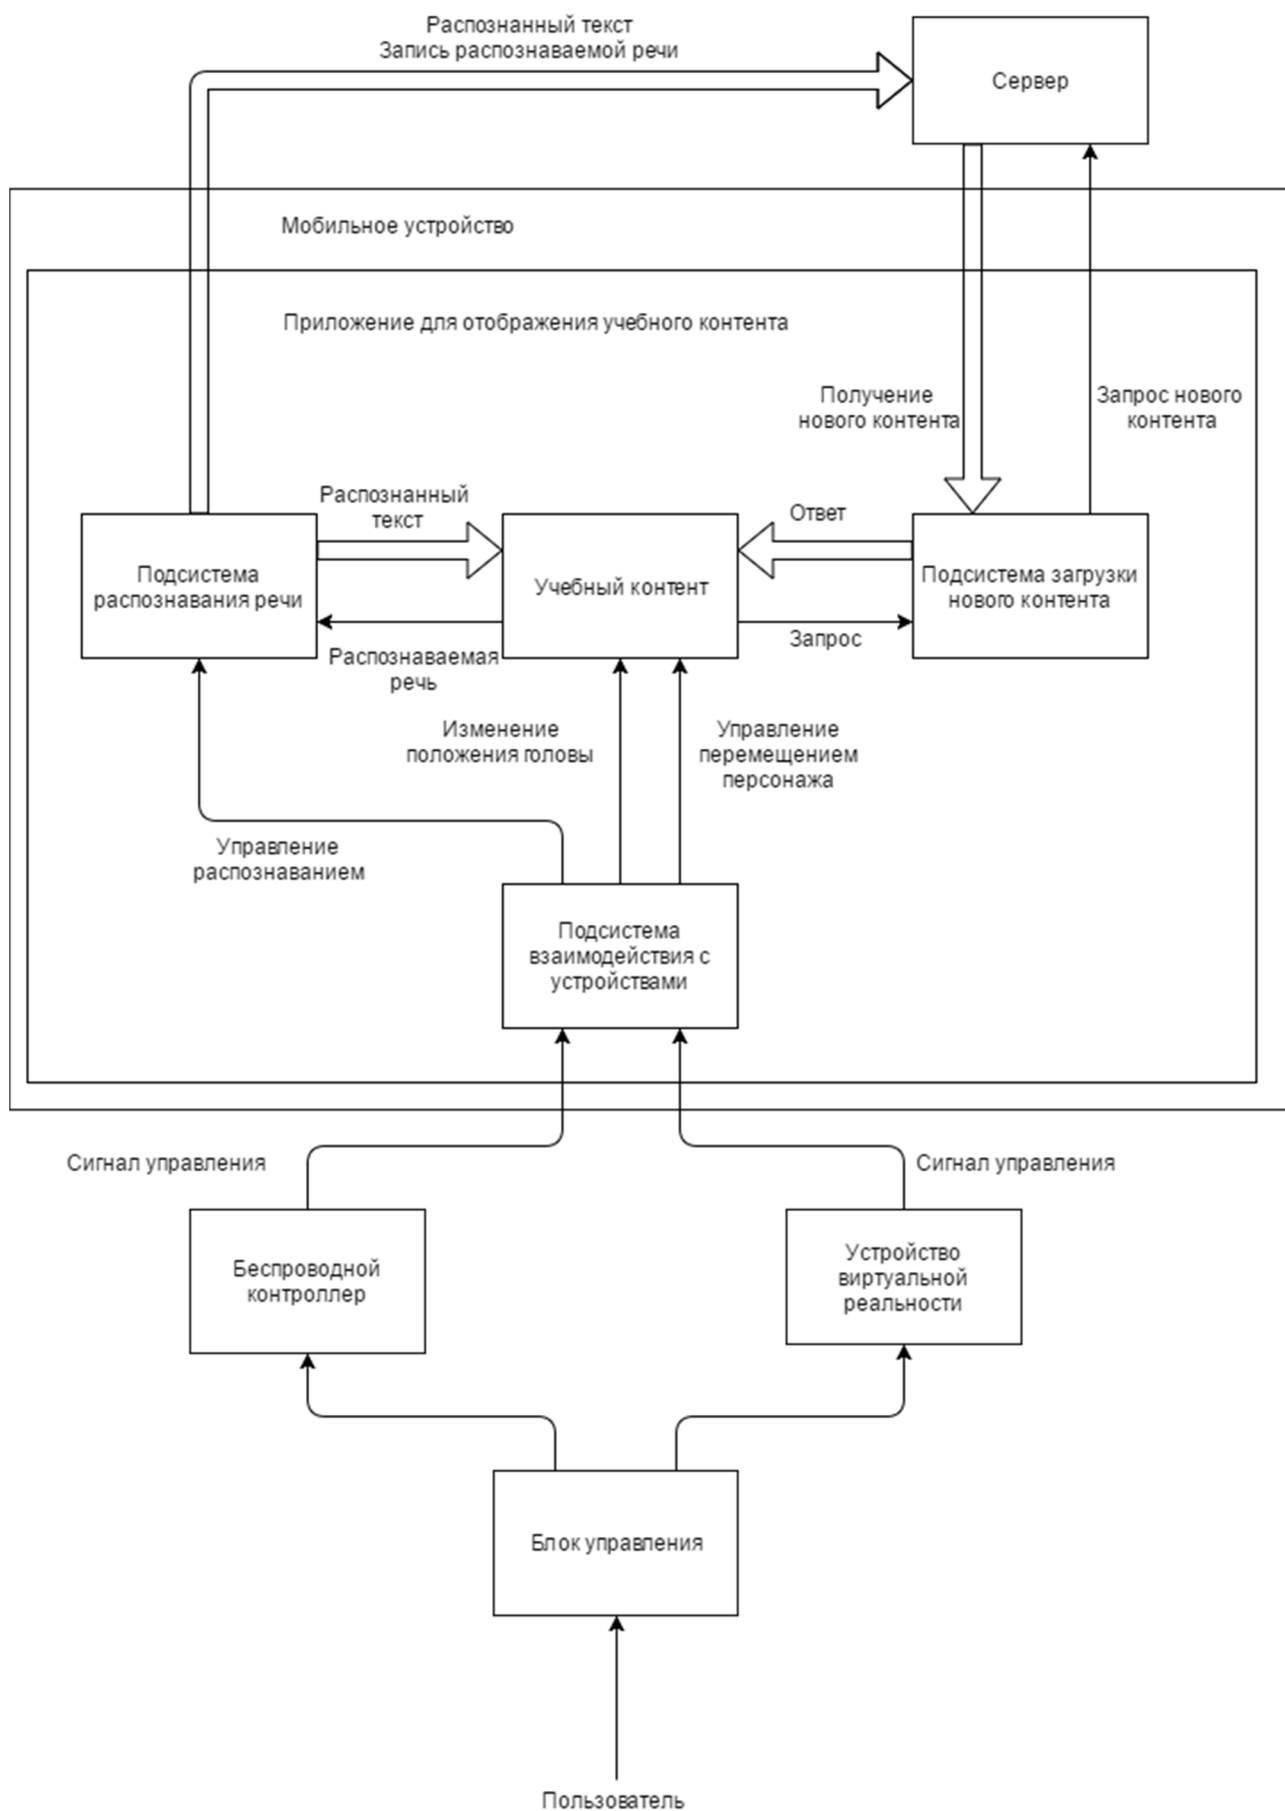 Распознанный текст
Запись распознаваемой речи
Сервер
Мобильное устройство
Приложение для отображения учебного контента
Получение
нового контента
Запрос нового
контента
Распознанный
текст
Ответ
Подсистема
распознавания речи
Учебный контент
Подсистема загрузки
нового контента
Распознаваемая
речь
Запрос
Изменение
положения головы
Управление
перемещением
персонажа
Управление
распознаванием
Подсистема
взаимодействия с
устройствами
Сигнал управления
Сигнал управления
Беспроводной
контроллер
Устройство
виртуальной
реальности
Блок управления
Пользователь